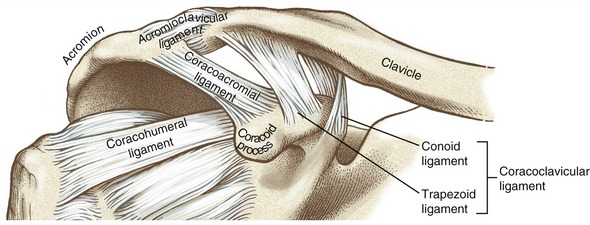 Acromion
Acromioclavicular
ligament
Coracoacromial
ligament
Clavicle
Coracohumeral
ligament
Coracoid
process
Conoid
ligament
Trapezoid
ligament
Coracoclavicular
ligament